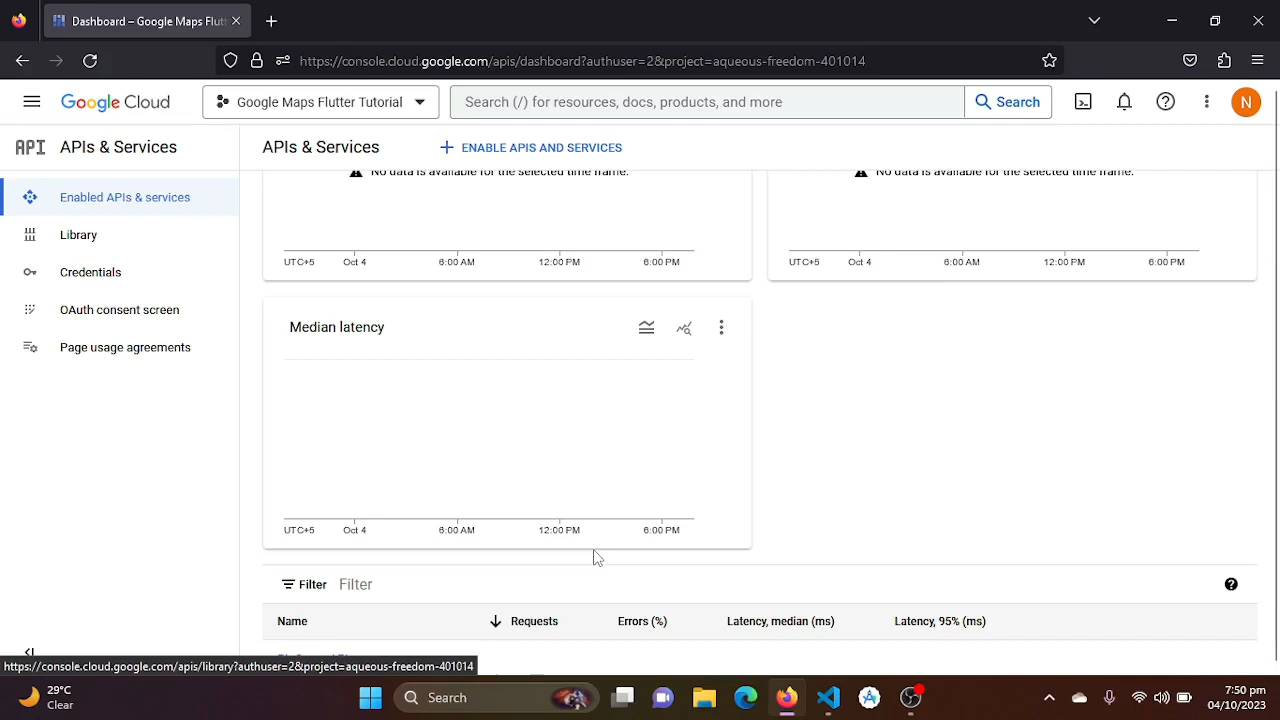 Dashboard – Google Maps Flutt
https://console.cloud.google.com/apis/dashboard?authuser=2&project=aqueous-freedom-401014
Google Cloud
Google Maps Flutter Tutorial
Search (/) for resources, docs, products, and more
Search
N
API APIs & Services
APIs & Services
ENABLE APIS AND SERVICES
Enabled APIs & services
Library
Credentials
OAuth consent screen
Page usage agreements
No data is available for the selected time frame.
No data is available for the selected time frame.
UTC+5 Oct 4 6:00 AM 12:00 PM 6:00 PM
UTC+5 Oct 4 6:00 AM 12:00 PM 6:00 PM
Median latency
UTC+5 Oct 4 6:00 AM 12:00 PM 6:00 PM
Filter Filter
Name Requests Errors (%) Latency, median (ms) Latency, 95% (ms)
https://console.cloud.google.com/apis/library?authuser=2&project=aqueous-freedom-401014
29°C
Clear
Search
7:50 pm
04/10/2023